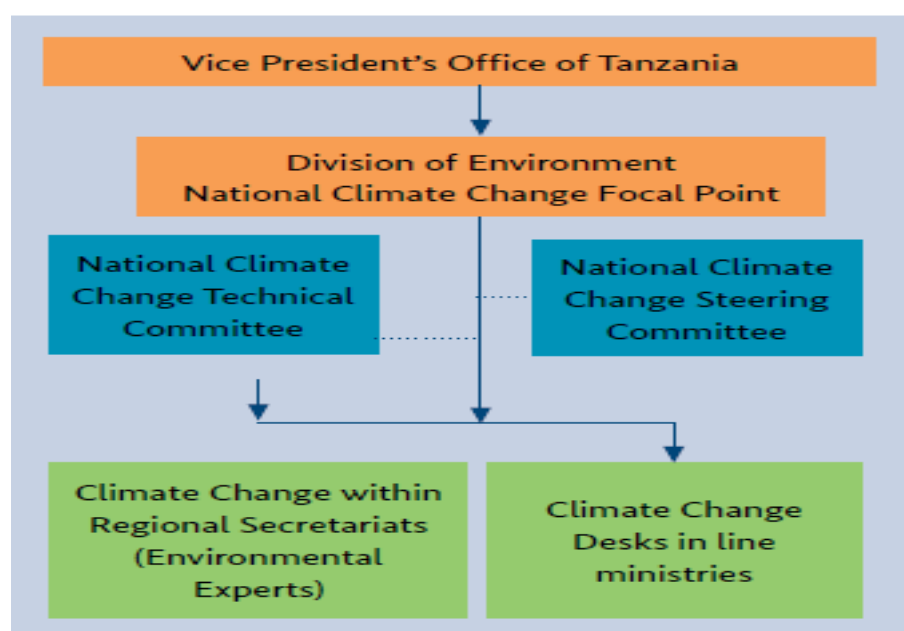 Vice President's Office of Tanzania
Division of Environment
National Climate Change Focal Point
National Climate
Change Technical
Committee
National Climate
Change Steering
Committee
Climate Change within
Regional Secretariats
(Environmental
Experts)
Climate Change
Desks in line
ministries